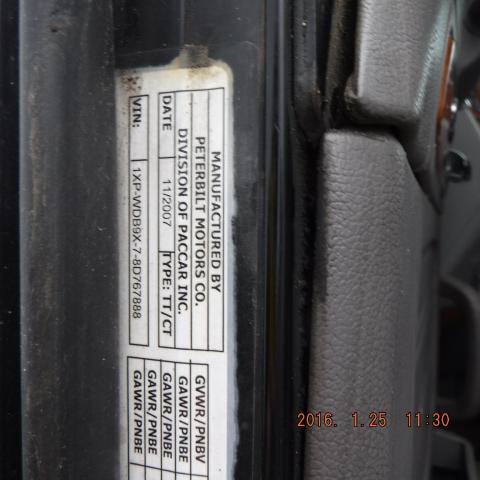 MANUFACTURED BY
PETERBILT MOTORS CO.
DIVISION OF PACCAR INC.
DATE 11/2007 TYPE: TT/CT
VIN: 1XP-WDB9X-7-8D767888
GVWR/PNBV
GAWR/PNBE
GAWR/PNBE
GAWR/PNBE
GAWR/PNBE
2016. 1.25 11:30